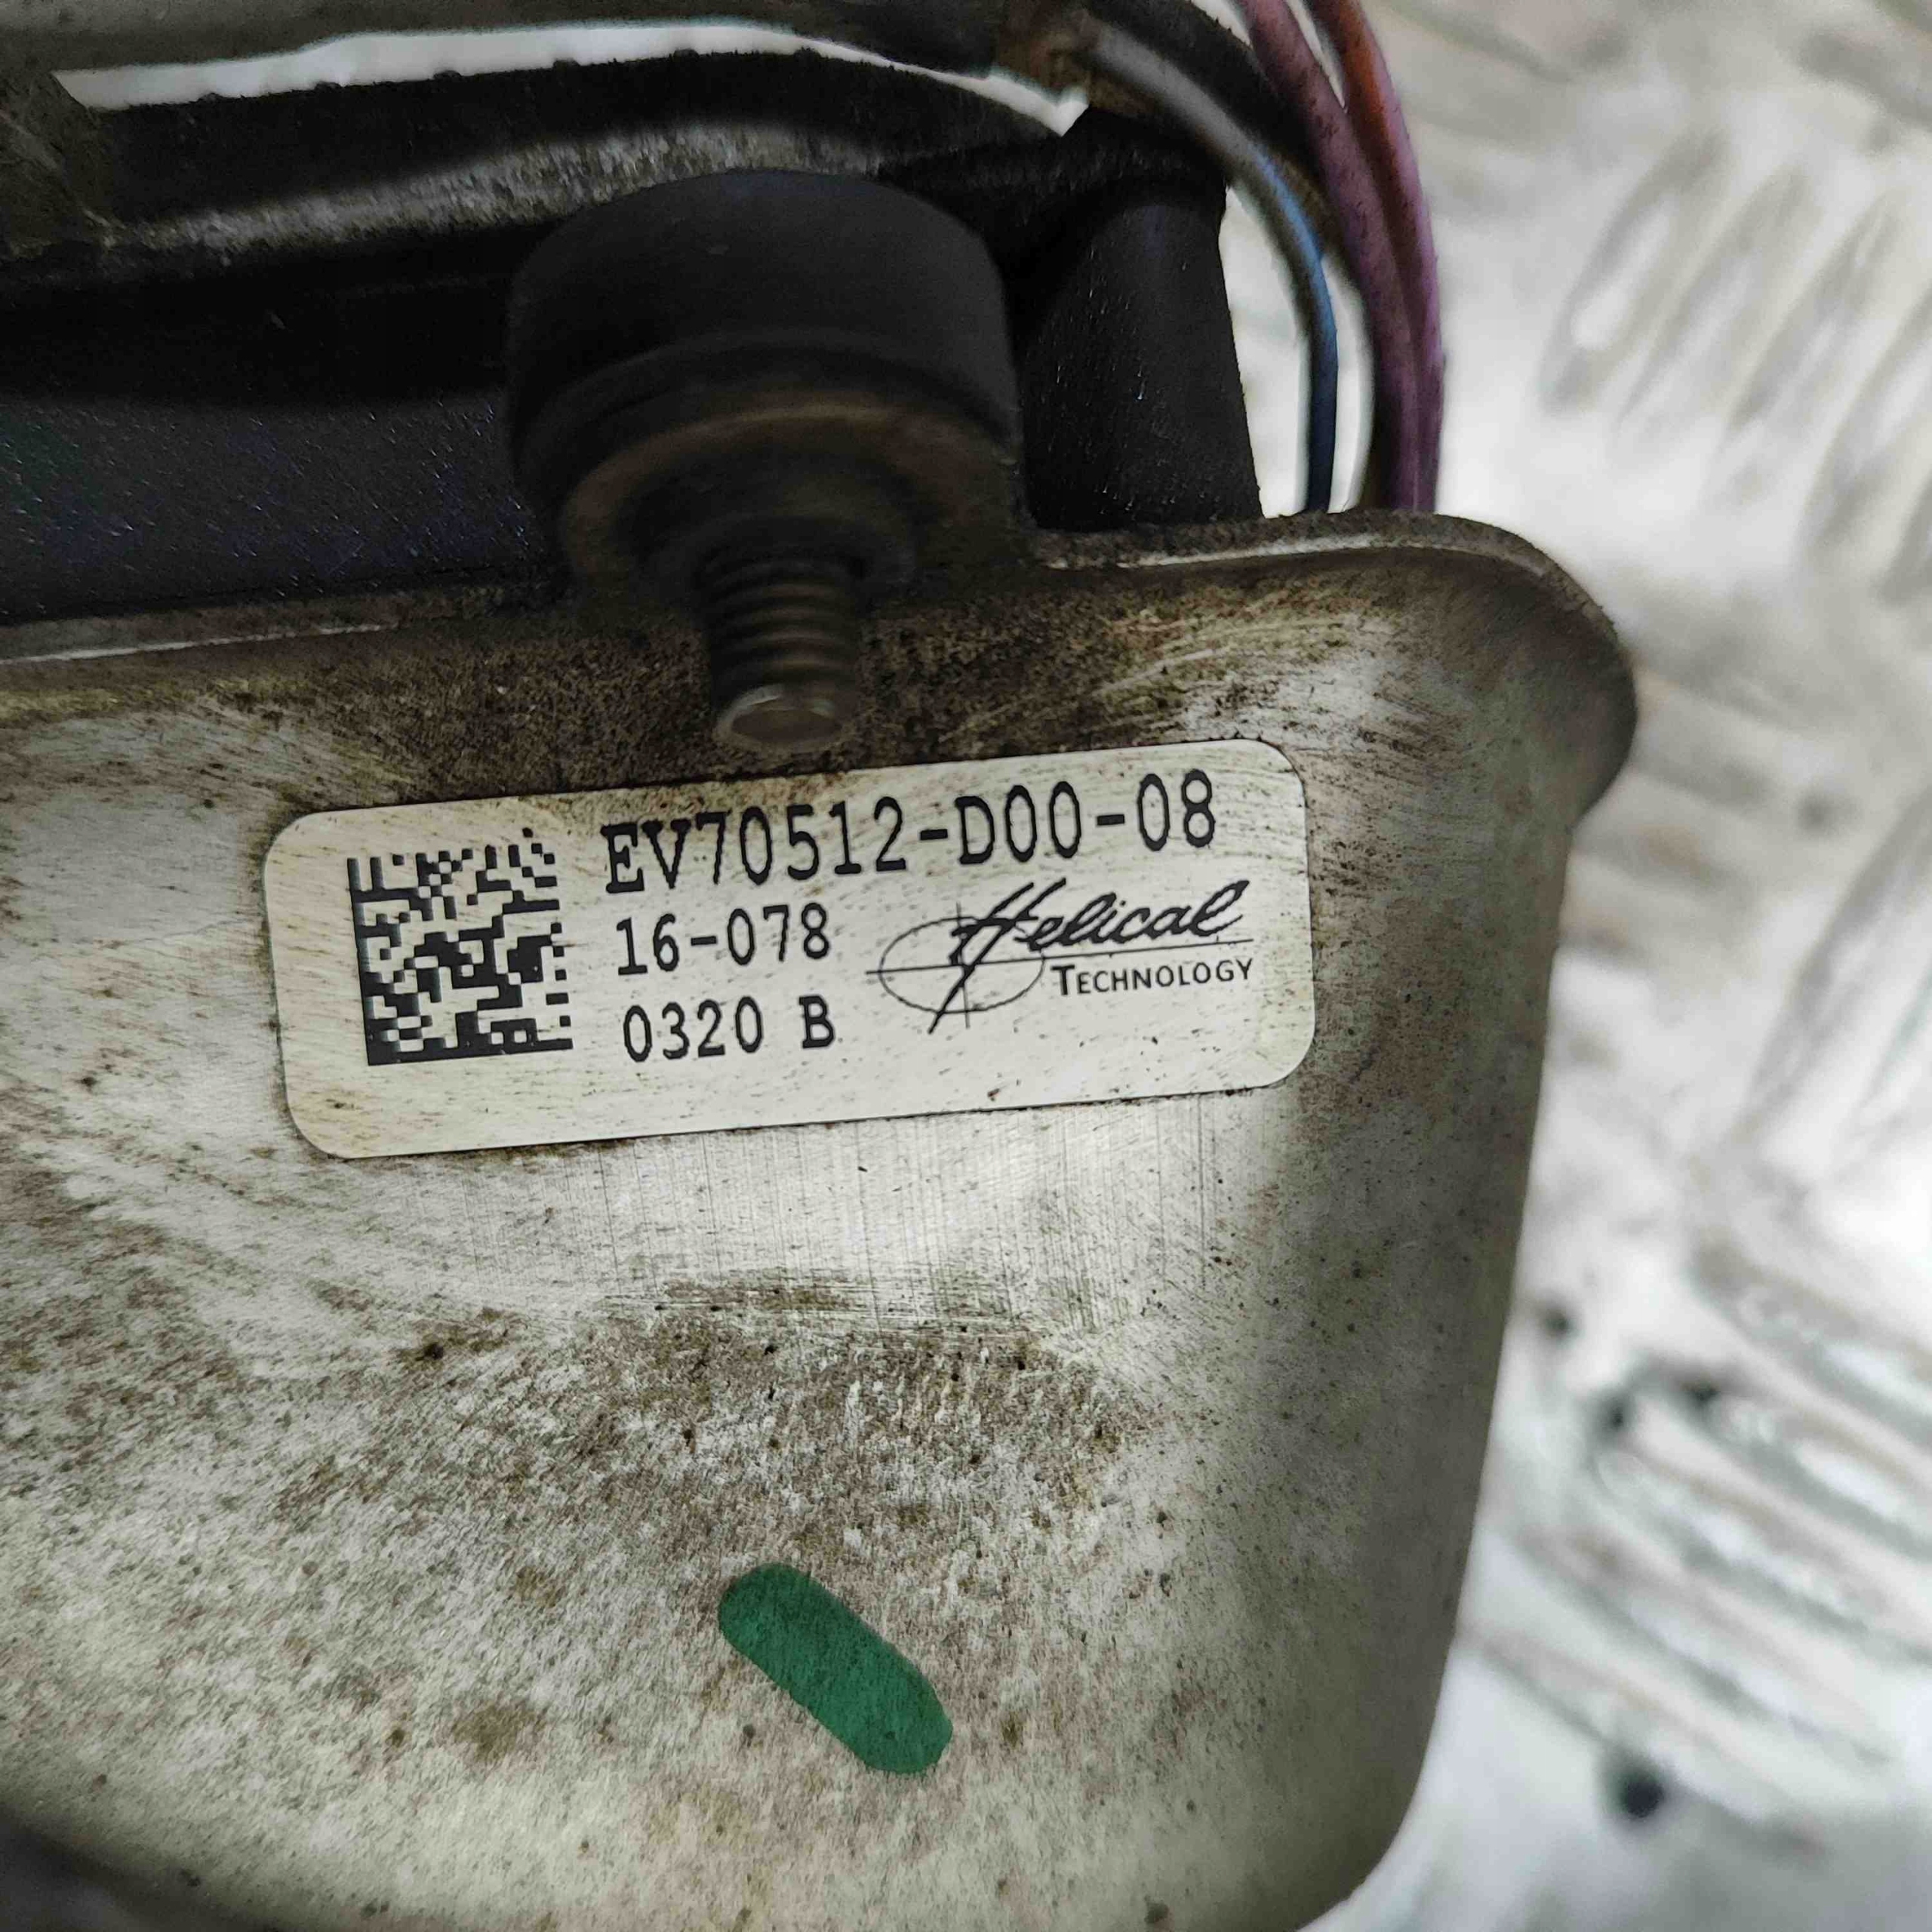 EV70512-D00-08
16-078
0320 B
Helical
TECHNOLOGY